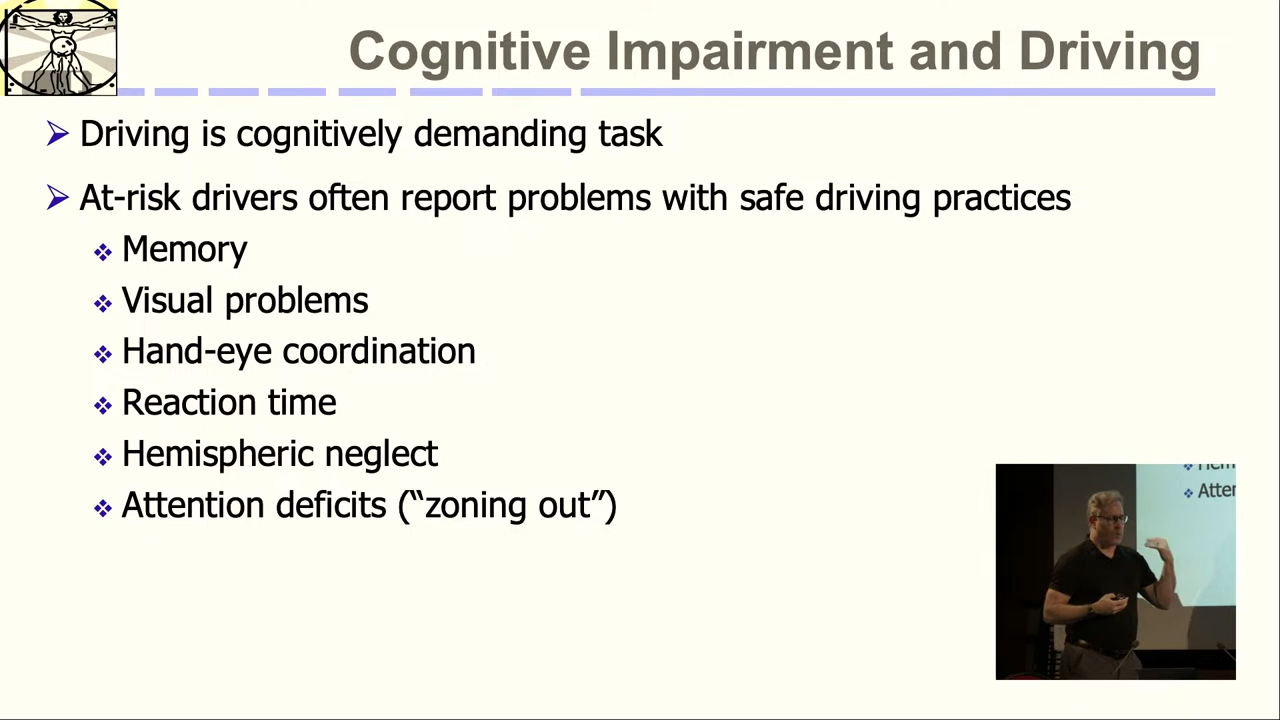 Cognitive Impairment and Driving
Driving is cognitively demanding task
At-risk drivers often report problems with safe driving practices
Memory
Visual problems
Hand-eye coordination
Reaction time
Hemispheric neglect
Attention deficits (“zoning out”)
Atten